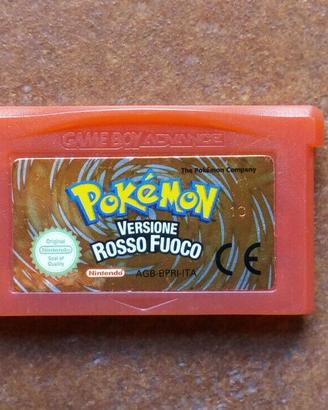 GAME BOY ADVANCE
The Pokémon Company
POKéMON
VERSIONE
ROSSO FUOCO
13
Original
Nintendo
Seal of
Quality
Nintendo
AGB-BPRI-ITA
CE